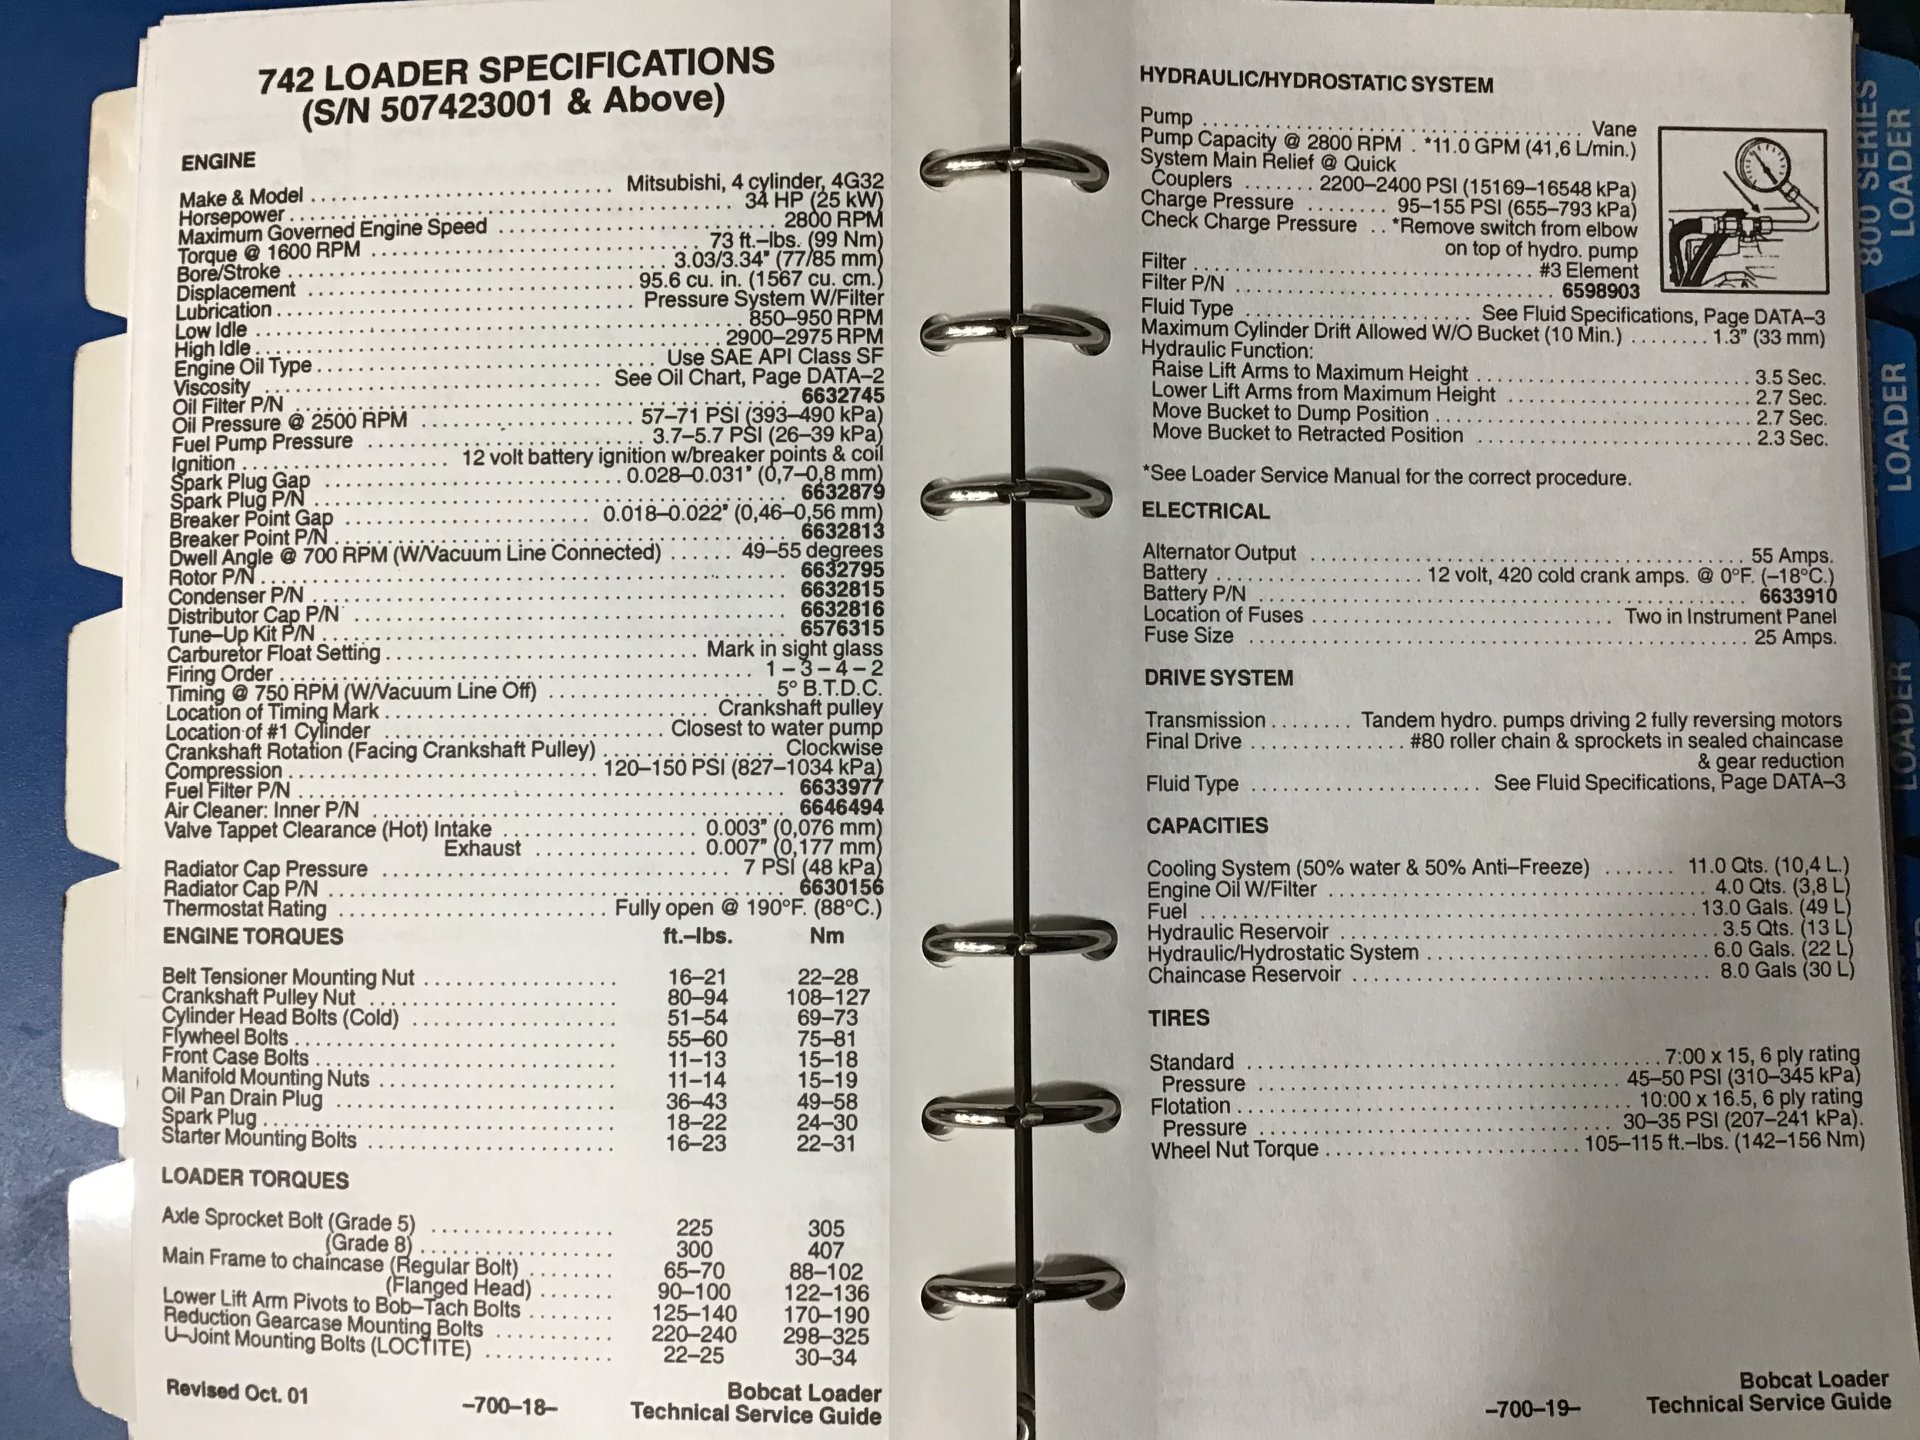 742 LOADER SPECIFICATIONS
(S/N 507423001 & Above)
ENGINE
Make & Model .......... Mitsubishi, 4 cylinder, 4G32
Horsepower .......... 34 HP (25 kW)
Maximum Governed Engine Speed .......... 2800 RPM
Torque @ 1600 RPM .......... 73 ft.–lbs. (99 Nm)
Bore/Stroke .......... 3.03/3.34" (77/85 mm)
Displacement .......... 95.6 cu. in. (1567 cu. cm.)
Lubrication .......... Pressure System W/Filter
Low Idle .......... 850–950 RPM
High Idle .......... 2900–2975 RPM
Engine Oil Type .......... Use SAE API Class SF
Viscosity .......... See Oil Chart, Page DATA–2
Oil Filter P/N .......... 6632745
Oil Pressure @ 2500 RPM .......... 57–71 PSI (393–490 kPa)
Fuel Pump Pressure .......... 3.7–5.7 PSI (26–39 kPa)
Ignition .......... 12 volt battery ignition w/breaker points & coil
Spark Plug Gap .......... 0.028–0.031" (0,7–0,8 mm)
Spark Plug P/N .......... 6632879
Breaker Point Gap .......... 0.018–0.022" (0,46–0,56 mm)
Breaker Point P/N .......... 6632813
Dwell Angle @ 700 RPM (W/Vacuum Line Connected) ...... 49–55 degrees
Rotor P/N .......... 6632795
Condenser P/N .......... 6632815
Distributor Cap P/N .......... 6632816
Tune–Up Kit P/N .......... 6576315
Carburetor Float Setting .......... Mark in sight glass
Firing Order .......... 1 – 3 – 4 – 2
Timing @ 750 RPM (W/Vacuum Line Off) .......... 5° B.T.D.C.
Location of Timing Mark .......... Crankshaft pulley
Location of #1 Cylinder .......... Closest to water pump
Crankshaft Rotation (Facing Crankshaft Pulley) .......... Clockwise
Compression .......... 120–150 PSI (827–1034 kPa)
Fuel Filter P/N .......... 6633977
Air Cleaner: Inner P/N .......... 6646494
Valve Tappet Clearance (Hot) Intake .......... 0.003" (0,076 mm)
Exhaust .......... 0.007" (0,177 mm)
Radiator Cap Pressure .......... 7 PSI (48 kPa)
Radiator Cap P/N .......... 6630156
Thermostat Rating .......... Fully open @ 190°F. (88°C.)
ENGINE TORQUES ft.–lbs. Nm
Belt Tensioner Mounting Nut .......... 16–21 22–28
Crankshaft Pulley Nut .......... 80–94 108–127
Cylinder Head Bolts (Cold) .......... 51–54 69–73
Flywheel Bolts .......... 55–60 75–81
Front Case Bolts .......... 11–13 15–18
Manifold Mounting Nuts .......... 11–14 15–19
Oil Pan Drain Plug .......... 36–43 49–58
Spark Plug .......... 18–22 24–30
Starter Mounting Bolts .......... 16–23 22–31
LOADER TORQUES
Axle Sprocket Bolt (Grade 5) .......... 225 305
(Grade 8) .......... 300 407
Main Frame to chaincase (Regular Bolt) ........ 65–70 88–102
(Flanged Head) ....... 90–100 122–136
Lower Lift Arm Pivots to Bob–Tach Bolts ....... 125–140 170–190
Reduction Gearcase Mounting Bolts .......... 220–240 298–325
U–Joint Mounting Bolts (LOCTITE) .......... 22–25 30–34
Revised Oct. 01
–700–18–
Bobcat Loader
Technical Service Guide
HYDRAULIC/HYDROSTATIC SYSTEM
Pump .......... Vane
Pump Capacity @ 2800 RPM . *11.0 GPM (41,6 L/min.)
System Main Relief @ Quick
Couplers ....... 2200–2400 PSI (15169–16548 kPa)
Charge Pressure ........ 95–155 PSI (655–793 kPa)
Check Charge Pressure .. *Remove switch from elbow
on top of hydro. pump
Filter .......... #3 Element
Filter P/N .......... 6598903
Fluid Type .......... See Fluid Specifications, Page DATA–3
Maximum Cylinder Drift Allowed W/O Bucket (10 Min.) ........ 1.3" (33 mm)
Hydraulic Function:
Raise Lift Arms to Maximum Height .......... 3.5 Sec.
Lower Lift Arms from Maximum Height .......... 2.7 Sec.
Move Bucket to Dump Position .......... 2.7 Sec.
Move Bucket to Retracted Position .......... 2.3 Sec.
*See Loader Service Manual for the correct procedure.
ELECTRICAL
Alternator Output .......... 55 Amps.
Battery .......... 12 volt, 420 cold crank amps. @ 0°F. (–18°C.)
Battery P/N .......... 6633910
Location of Fuses .......... Two in Instrument Panel
Fuse Size .......... 25 Amps.
DRIVE SYSTEM
Transmission ........ Tandem hydro. pumps driving 2 fully reversing motors
Final Drive .......... #80 roller chain & sprockets in sealed chaincase
& gear reduction
Fluid Type .......... See Fluid Specifications, Page DATA–3
CAPACITIES
Cooling System (50% water & 50% Anti–Freeze) ....... 11.0 Qts. (10,4 L.)
Engine Oil W/Filter .......... 4.0 Qts. (3,8 L)
Fuel .......... 13.0 Gals. (49 L)
Hydraulic Reservoir .......... 3.5 Qts. (13 L)
Hydraulic/Hydrostatic System .......... 6.0 Gals. (22 L)
Chaincase Reservoir .......... 8.0 Gals (30 L)
TIRES
Standard .......... 7:00 x 15, 6 ply rating
Pressure .......... 45–50 PSI (310–345 kPa)
Flotation .......... 10:00 x 16.5, 6 ply rating
Pressure .......... 30–35 PSI (207–241 kPa).
Wheel Nut Torque .......... 105–115 ft.–lbs. (142–156 Nm)
–700–19–
Bobcat Loader
Technical Service Guide
800 SERIES
LOADER
LOADER
LOADER